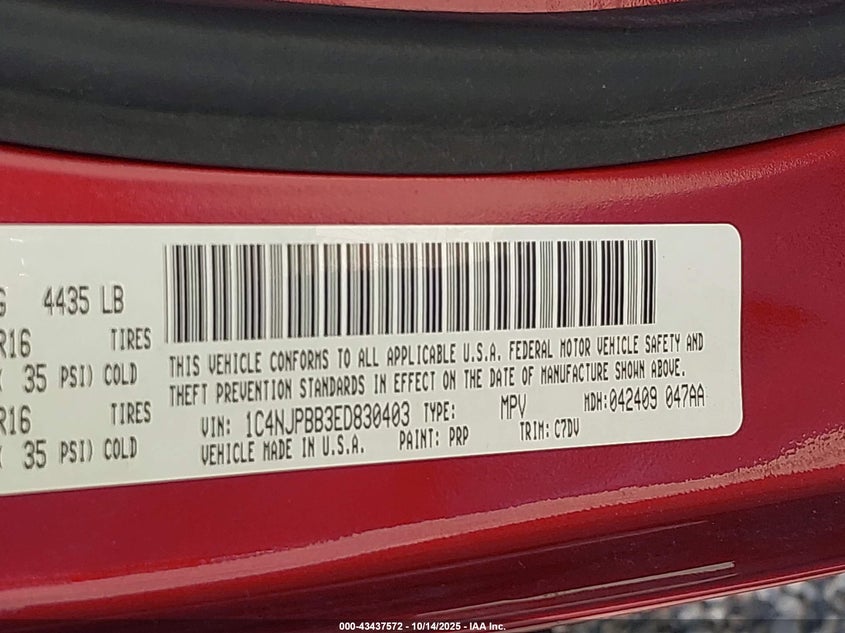 G 4435 LB
R16 TIRES
35 PSI) COLD
R16 TIRES
35 PSI) COLD
THIS VEHICLE CONFORMS TO ALL APPLICABLE U.S.A. FEDERAL MOTOR VEHICLE SAFETY AND
THEFT PREVENTION STANDARDS IN EFFECT ON THE DATE OF MANUFACTURE SHOWN ABOVE.
VIN: 1C4NJPBB3ED830403 TYPE: MPV MDH:042409 047AA
VEHICLE MADE IN U.S.A. PAINT: PRP TRIM: C7DV
000-43437572 - 10/14/2025 - IAA Inc.